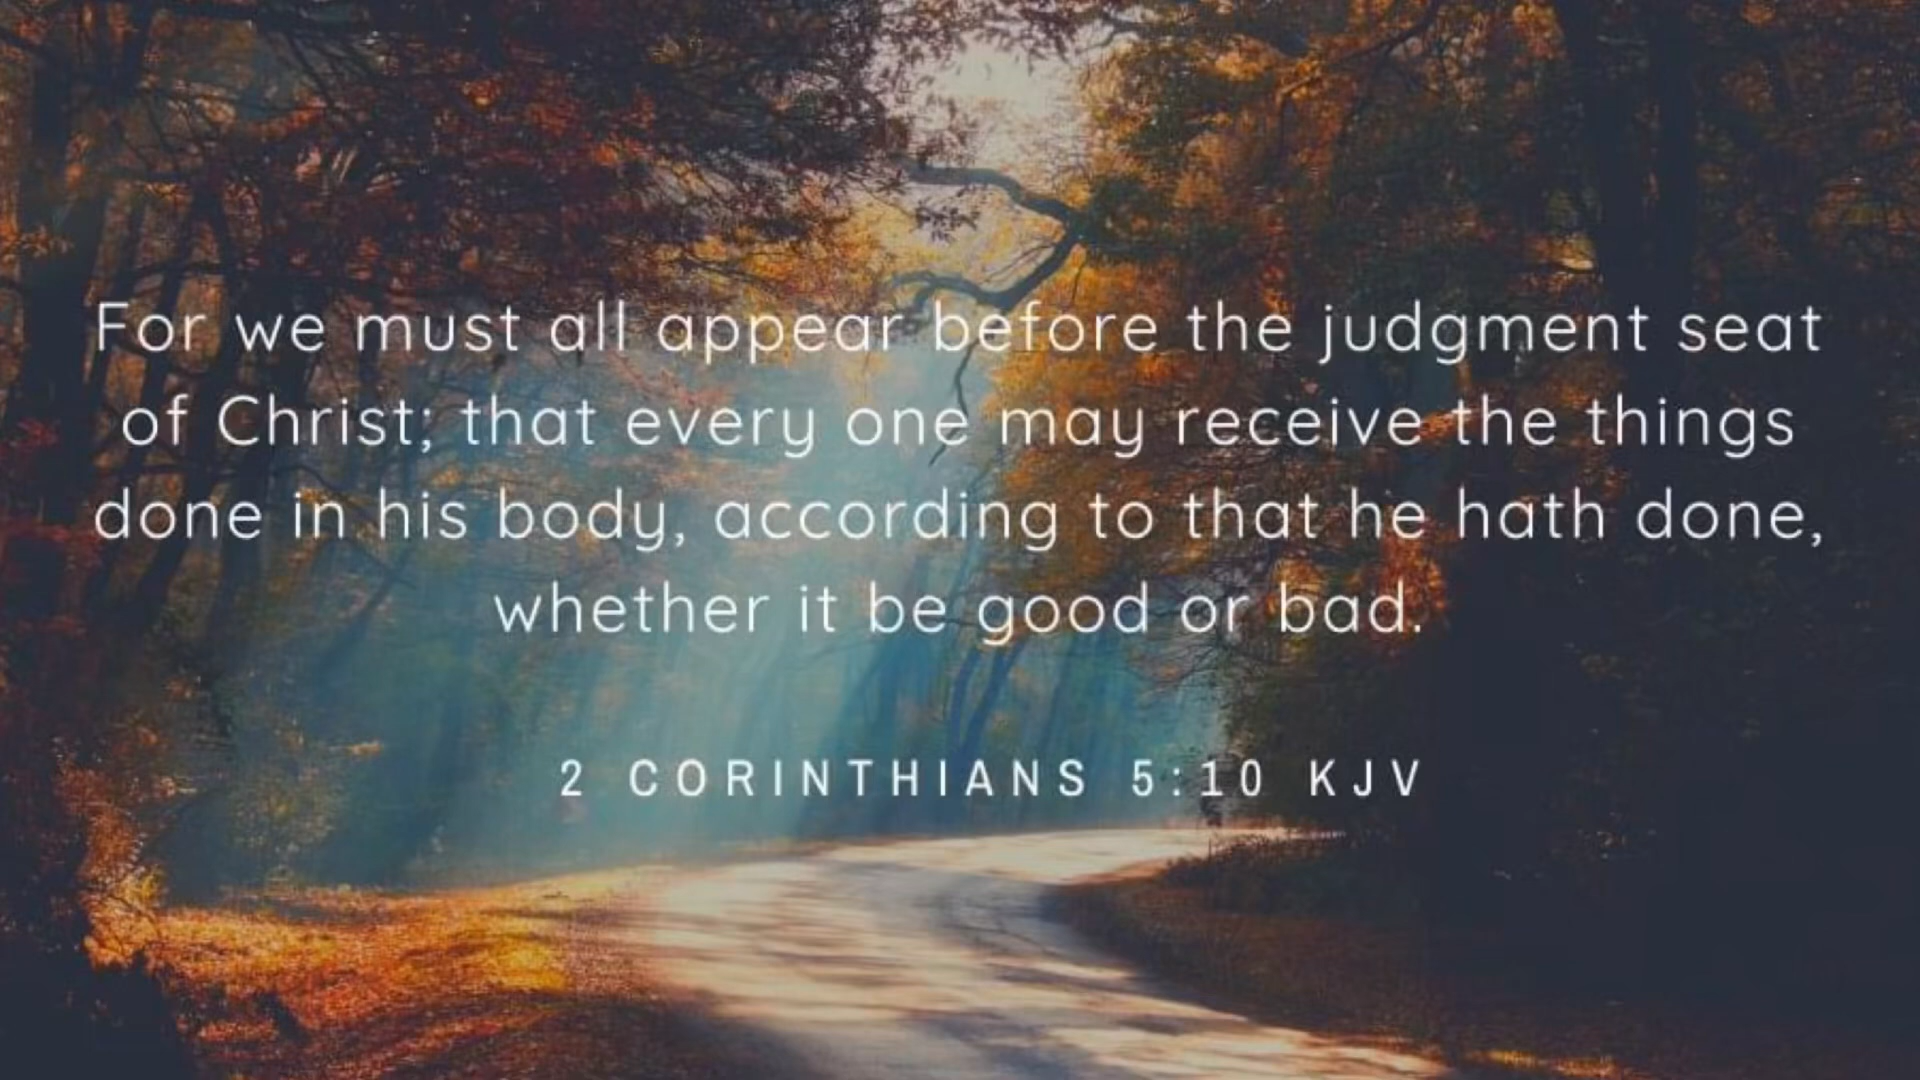 For we must all appear before the judgment seat
of Christ; that every one may receive the things
done in his body, according to that he hath done,
whether it be good or bad.
2 CORINTHIANS 5:10 KJV